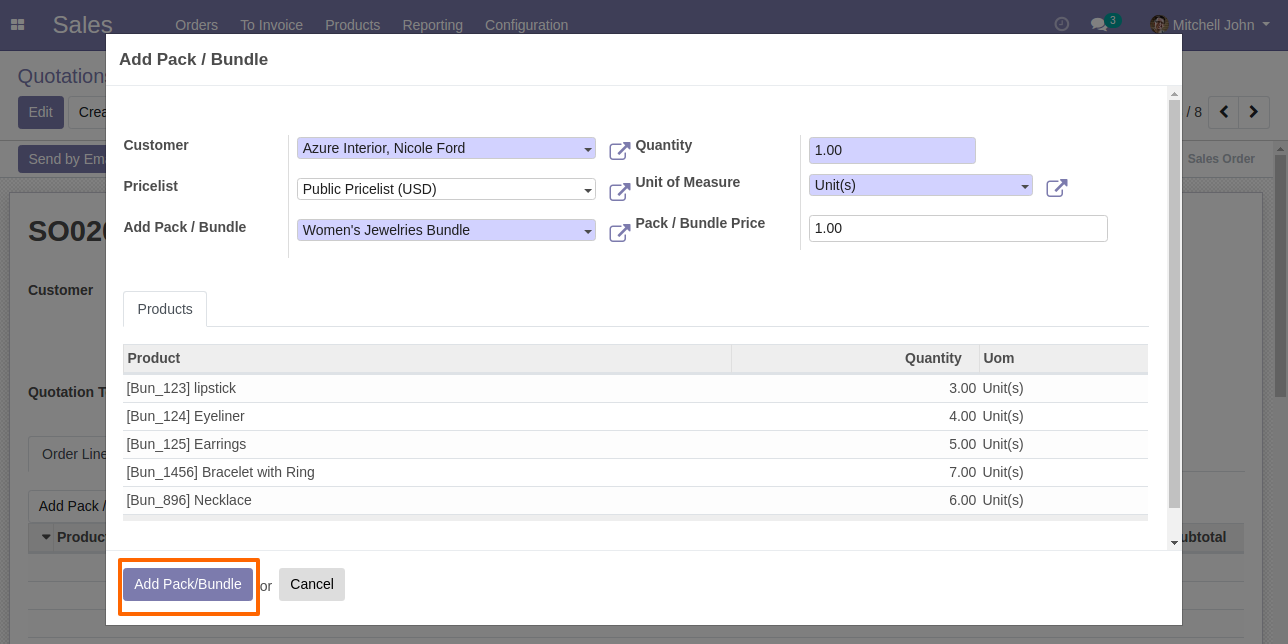 Sales Orders To Invoice Products Reporting Configuration 3 Mitchell John
Quotations
Edit
/ 8
Send by Em
Sales Order
SO020
Customer
Quotation T
Order Line
Add Pack /
Produc
ubtotal
Add Pack / Bundle
Customer Azure Interior, Nicole Ford Quantity 1.00
Pricelist Public Pricelist (USD) Unit of Measure Unit(s)
Add Pack / Bundle Women's Jewelries Bundle Pack / Bundle Price 1.00
Products
Product Quantity Uom
[Bun_123] lipstick 3.00 Unit(s)
[Bun_124] Eyeliner 4.00 Unit(s)
[Bun_125] Earrings 5.00 Unit(s)
[Bun_1456] Bracelet with Ring 7.00 Unit(s)
[Bun_896] Necklace 6.00 Unit(s)
Add Pack/Bundle or Cancel